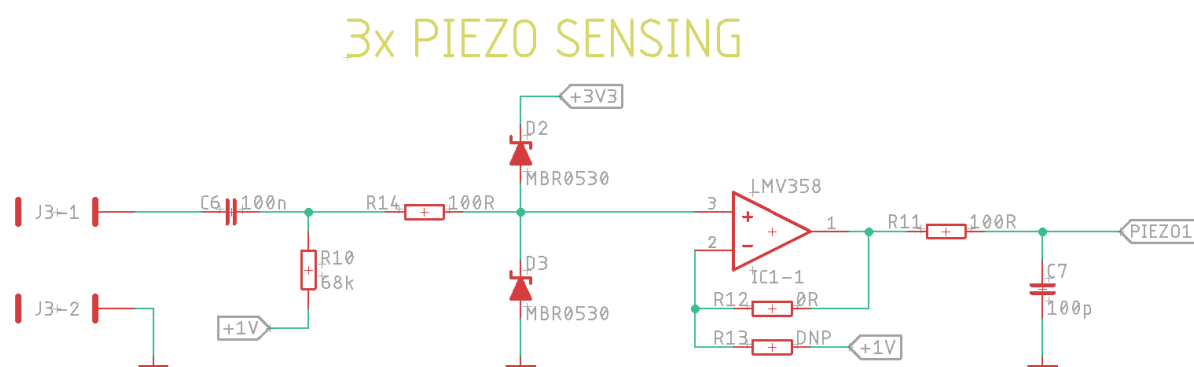 3x PIEZO SENSING
+3V3
D2
MBR0530
LMV358
J3-1
C6
100n
R14
100R
3
2
1
R11
100R
PIEZO1
R10
68k
D3
MBR0530
IC1-1
C7
100p
J3-2
+1V
R12
0R
R13
DNP
+1V